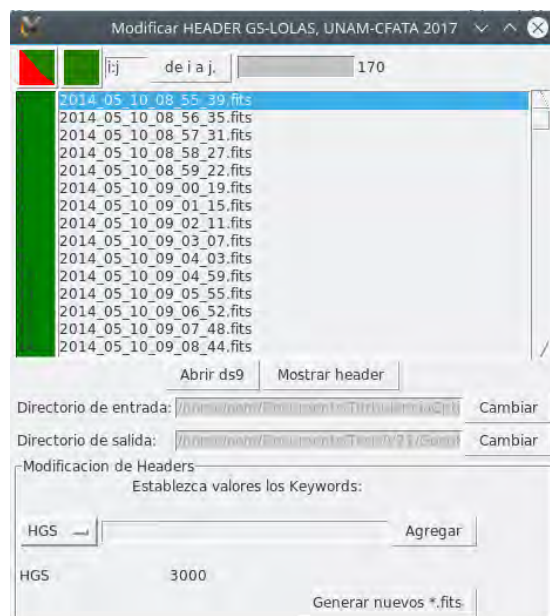 Modificar HEADER GS-LOLAS, UNAM-CFATA 2017
i:j de i a j. 170
2014_05_10_08_55_39.fits
2014_05_10_08_56_35.fits
2014_05_10_08_57_31.fits
2014_05_10_08_58_27.fits
2014_05_10_08_59_22.fits
2014_05_10_09_00_19.fits
2014_05_10_09_01_15.fits
2014_05_10_09_02_11.fits
2014_05_10_09_03_07.fits
2014_05_10_09_04_03.fits
2014_05_10_09_04_59.fits
2014_05_10_09_05_55.fits
2014_05_10_09_06_52.fits
2014_05_10_09_07_48.fits
2014_05_10_09_08_44.fits
Abrir ds9 Mostrar header
Directorio de entrada: Cambiar
Directorio de salida: Cambiar
Modificacion de Headers
Establezca valores los Keywords:
HGS Agregar
HGS 3000
Generar nuevos *.fits